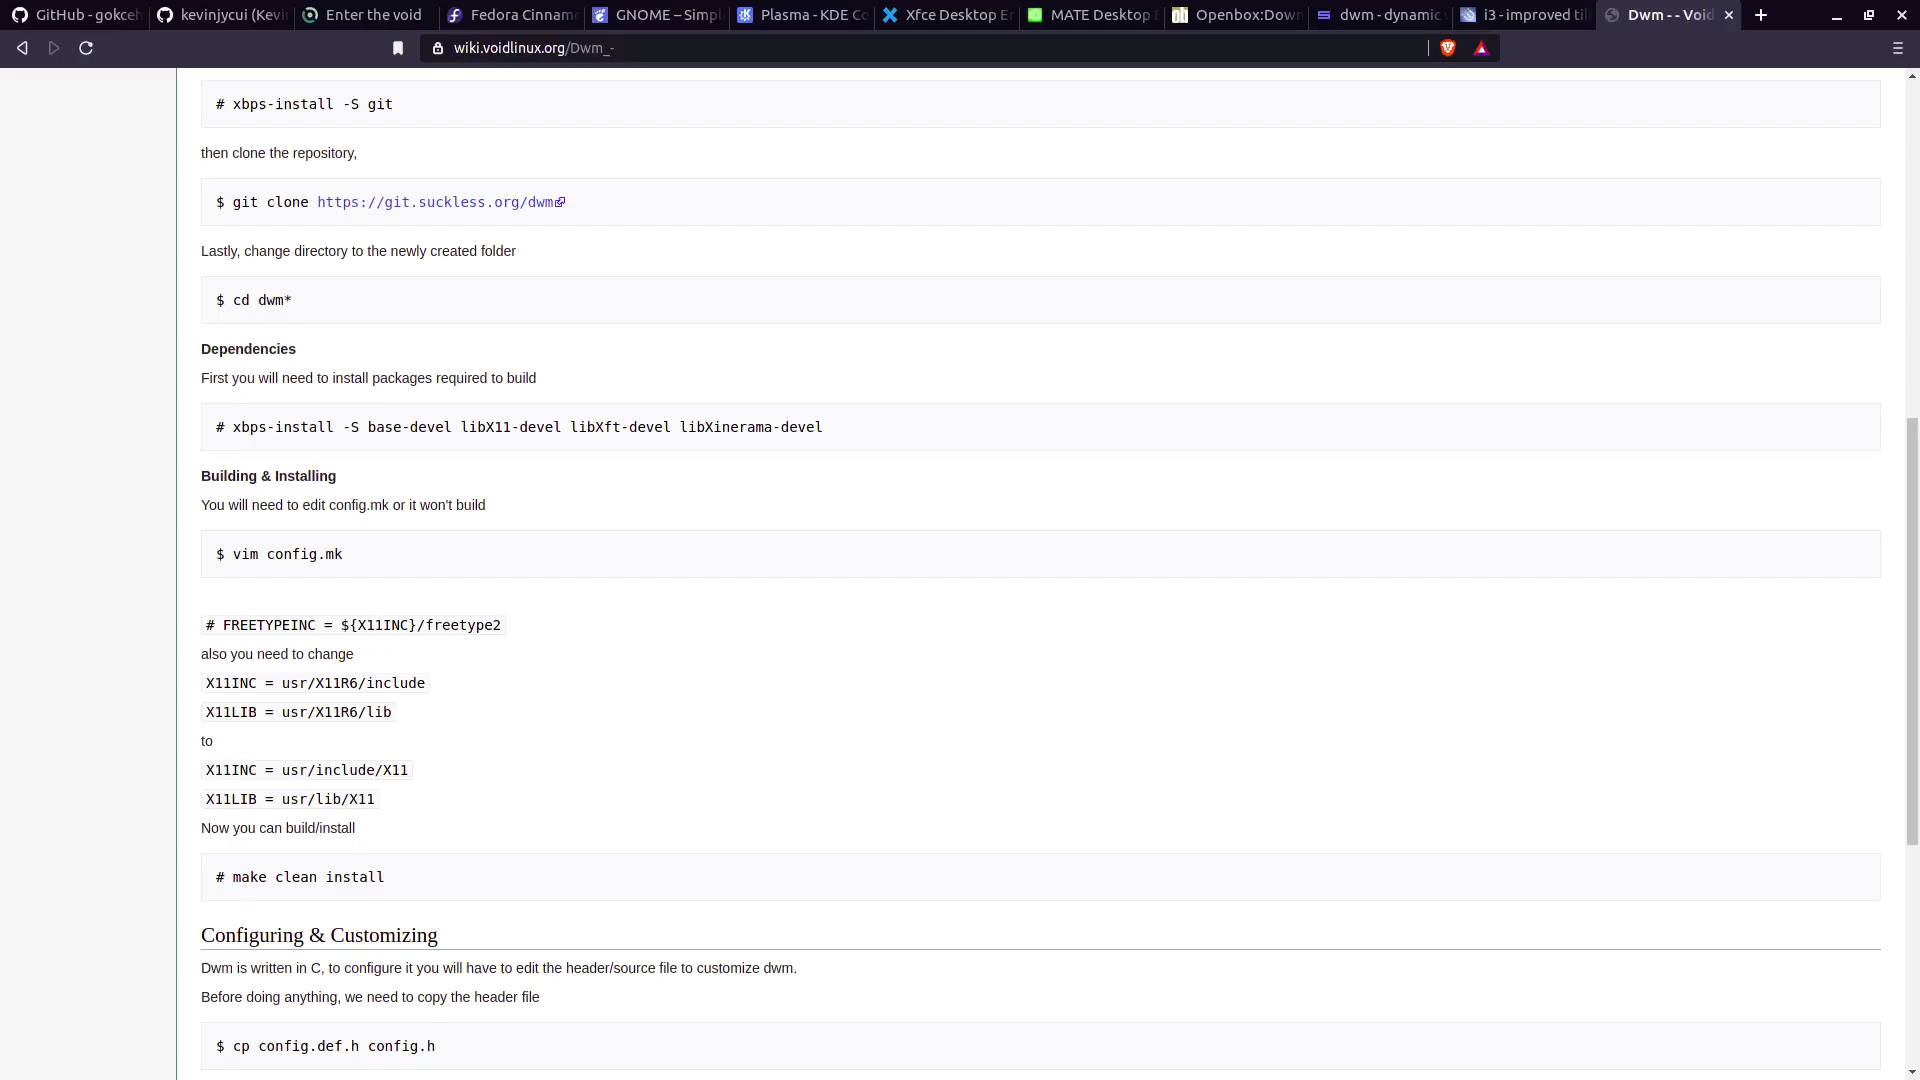 GitHub - gokceh
kevinjycui (Kevin
Enter the void
Fedora Cinnamo
GNOME – Simpl
Plasma - KDE Co
Xfce Desktop En
MATE Desktop E
Openbox:Down
dwm - dynamic
i3 - improved tili
Dwm - - Void
wiki.voidlinux.org/Dwm_-
# xbps-install -S git
then clone the repository,
$ git clone https://git.suckless.org/dwm
Lastly, change directory to the newly created folder
$ cd dwm*
Dependencies
First you will need to install packages required to build
# xbps-install -S base-devel libX11-devel libXft-devel libXinerama-devel
Building & Installing
You will need to edit config.mk or it won't build
$ vim config.mk
# FREETYPEINC = ${X11INC}/freetype2
also you need to change
X11INC = usr/X11R6/include
X11LIB = usr/X11R6/lib
to
X11INC = usr/include/X11
X11LIB = usr/lib/X11
Now you can build/install
# make clean install
Configuring & Customizing
Dwm is written in C, to configure it you will have to edit the header/source file to customize dwm.
Before doing anything, we need to copy the header file
$ cp config.def.h config.h